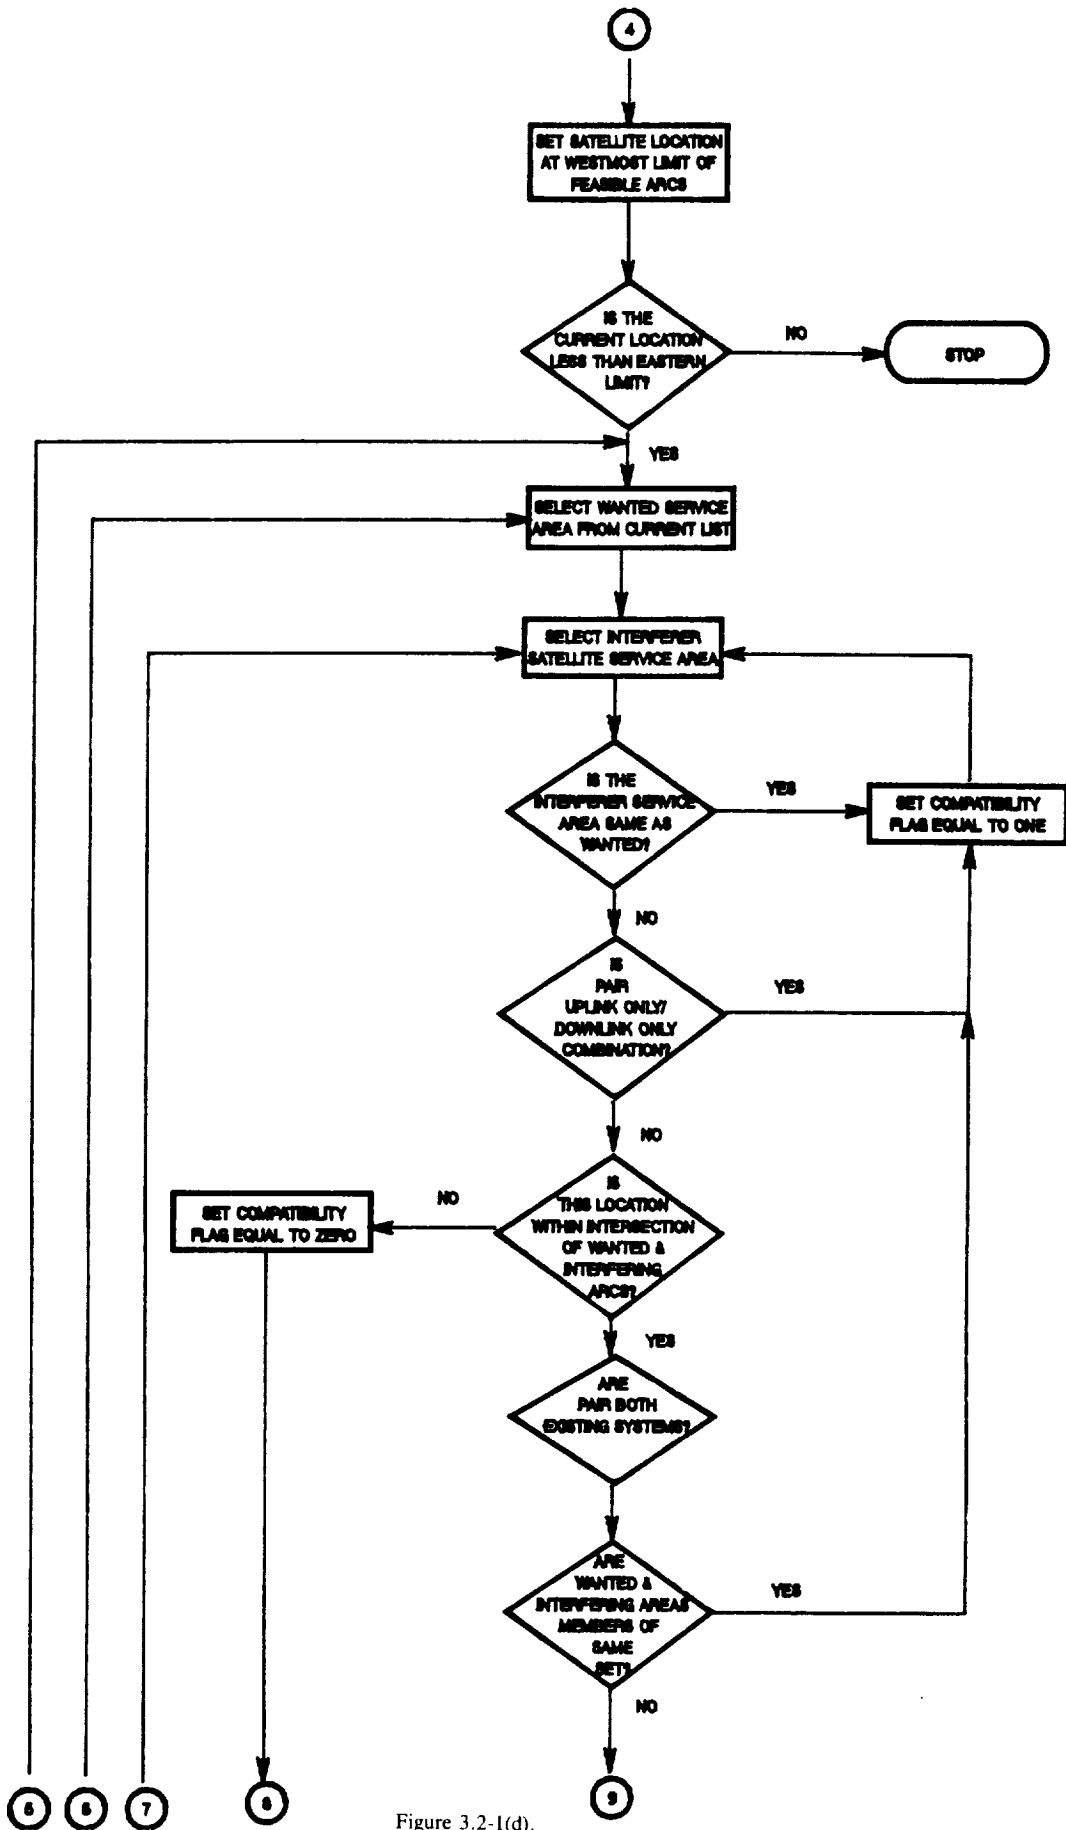 4
SET SATELLITE LOCATION
AT WESTMOST LIMIT OF
FEASIBLE ARCS
IS THE
CURRENT LOCATION
LESS THAN EASTERN
LIMIT?
NO
STOP
YES
SELECT WANTED SERVICE
AREA FROM CURRENT LIST
SELECT INTERFERER
SATELLITE SERVICE AREA
IS THE
INTERFERER SERVICE
AREA SAME AS
WANTED?
YES
SET COMPATIBILITY
FLAG EQUAL TO ONE
NO
IS
PAIR
UPLINK ONLY/
DOWNLINK ONLY
COMBINATION?
YES
NO
IS
THIS LOCATION
WITHIN INTERSECTION
OF WANTED &
INTERFERING
ARCS?
NO
SET COMPATIBILITY
FLAG EQUAL TO ZERO
YES
ARE
PAIR BOTH
EXISTING SYSTEMS?
ARE
WANTED &
INTERFERING AREAS
MEMBERS OF
SAME
SET?
YES
NO
5
6
7
8
9
Figure 3.2-1(d).